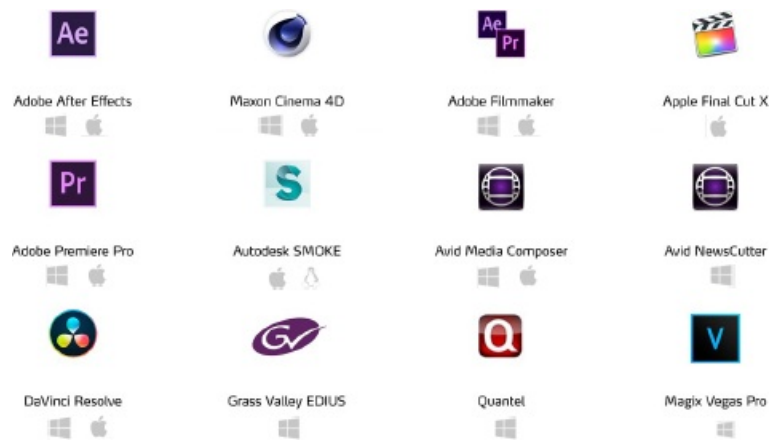 Ae
Ae
Pr
Adobe After Effects
Maxon Cinema 4D
Adobe Filmmaker
Apple Final Cut X
Pr
S
Adobe Premiere Pro
Autodesk SMOKE
Avid Media Composer
Avid NewsCutter
GV
Q
V
DaVinci Resolve
Grass Valley EDIUS
Quantel
Magix Vegas Pro